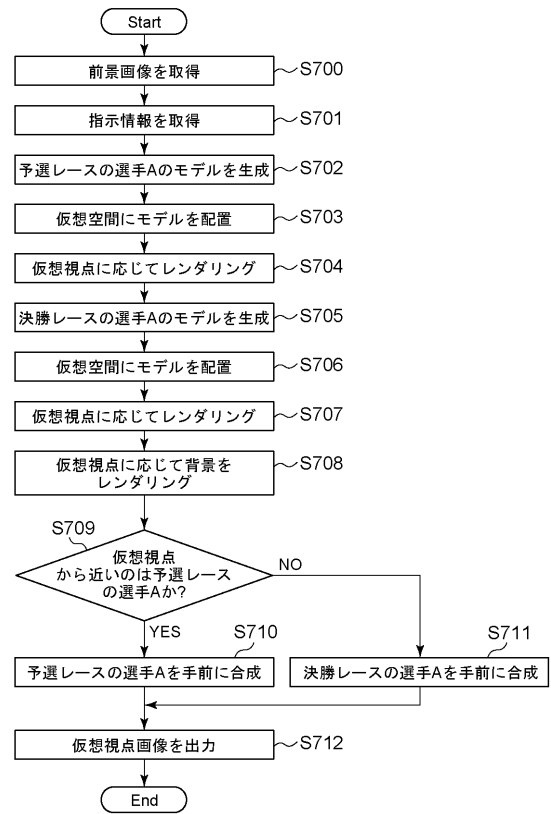 Start
前景画像を取得
S700
指示情報を取得
S701
予選レースの選手Aのモデルを生成
S702
仮想空間にモデルを配置
S703
仮想視点に応じてレンダリング
S704
決勝レースの選手Aのモデルを生成
S705
仮想空間にモデルを配置
S706
仮想視点に応じてレンダリング
S707
仮想視点に応じて背景を
レンダリング
S708
S709
仮想視点
から近いのは予選レース
の選手Aか?
NO
YES
S710
予選レースの選手Aを手前に合成
S711
決勝レースの選手Aを手前に合成
仮想視点画像を出力
S712
End